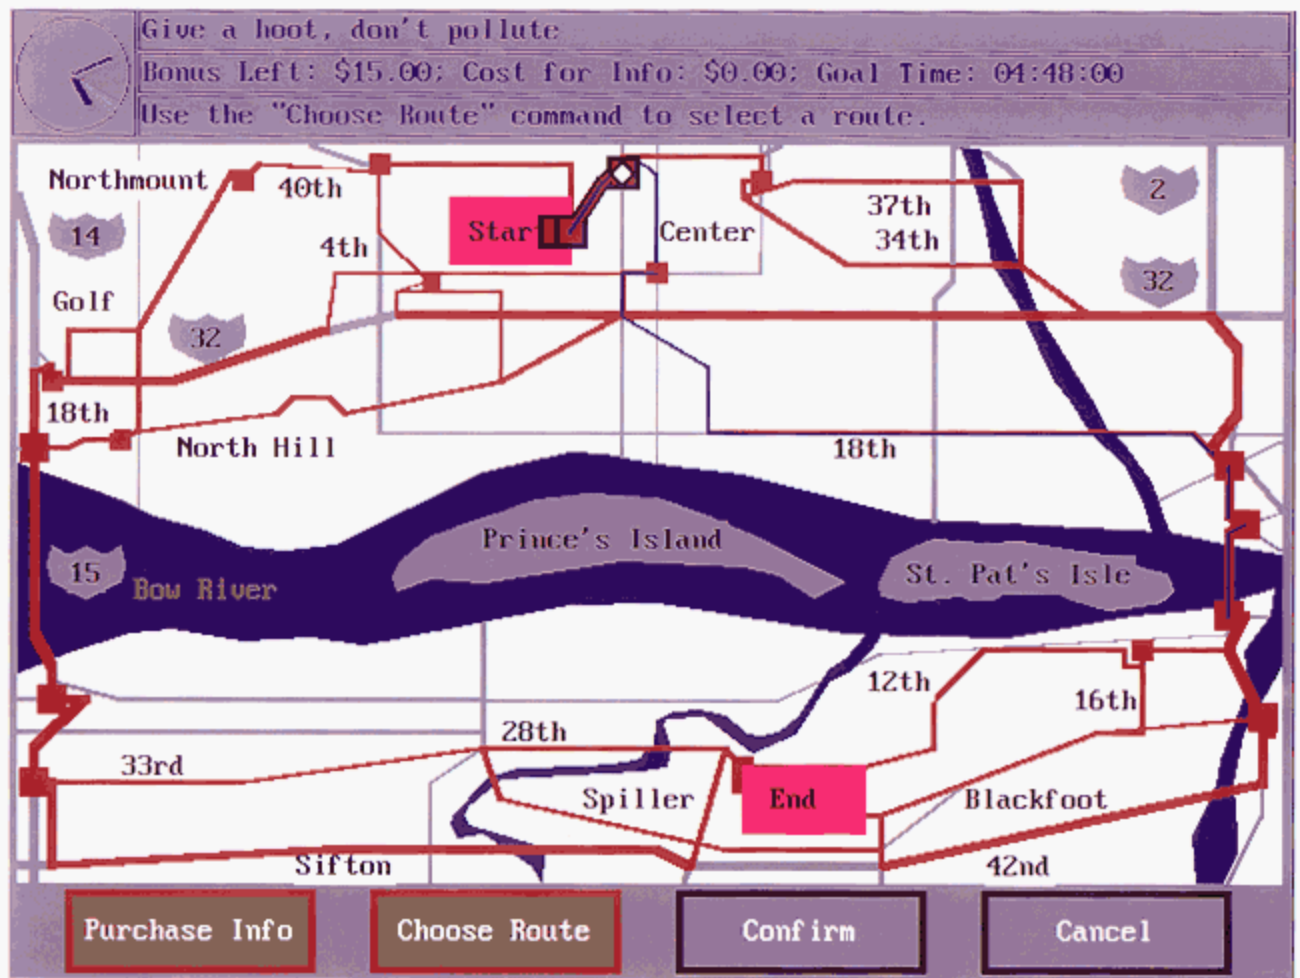 Give a hoot, don't pollute
Bonus Left: $15.00; Cost for Info: $0.00; Goal Time: 04:48:00
Use the "Choose Route" command to select a route.
Northmount
40th
14
4th
Star
Center
37th
34th
2
32
Golf
32
18th
North Hill
18th
Prince's Island
St. Pat's Isle
15
Bow River
12th
16th
28th
33rd
Spiller
End
Blackfoot
Sifton
42nd
Purchase Info
Choose Route
Confirm
Cancel